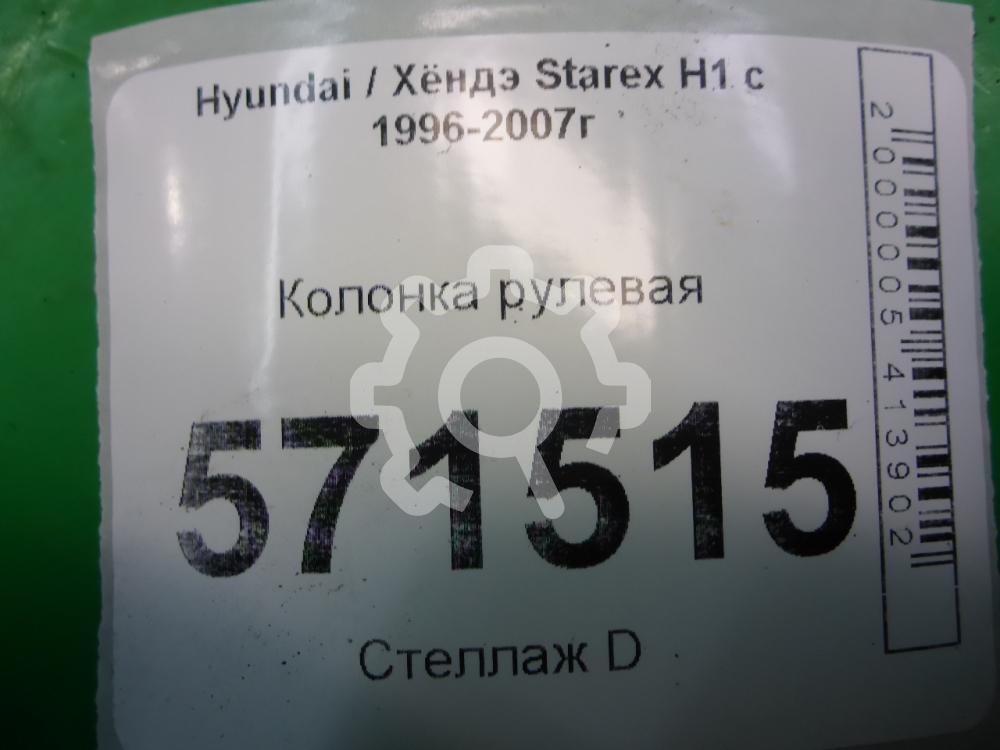 Hyundai / Хёндэ Starex H1 с
1996-2007г
Колонка рулевая
571515
Стеллаж D
2000005413902